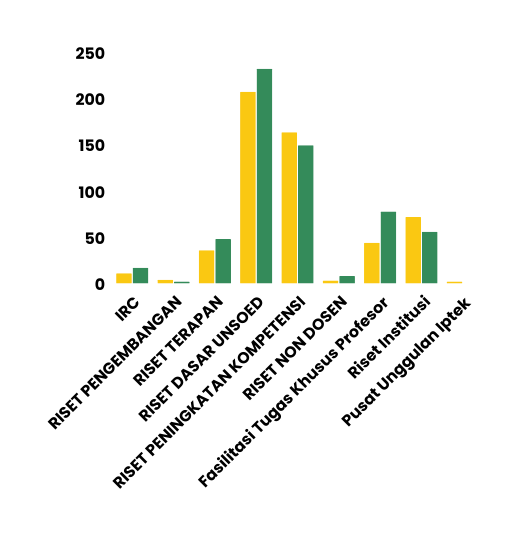 250
200
150
100
50
0
IRC
RISET PENGEMBANGAN
RISET TERAPAN
RISET DASAR UNSOED
RISET PENINGKATAN KOMPETENSI
RISET NON DOSEN
Fasilitasi Tugas Khusus Profesor
Riset Institusi
Pusat Unggulan Iptek